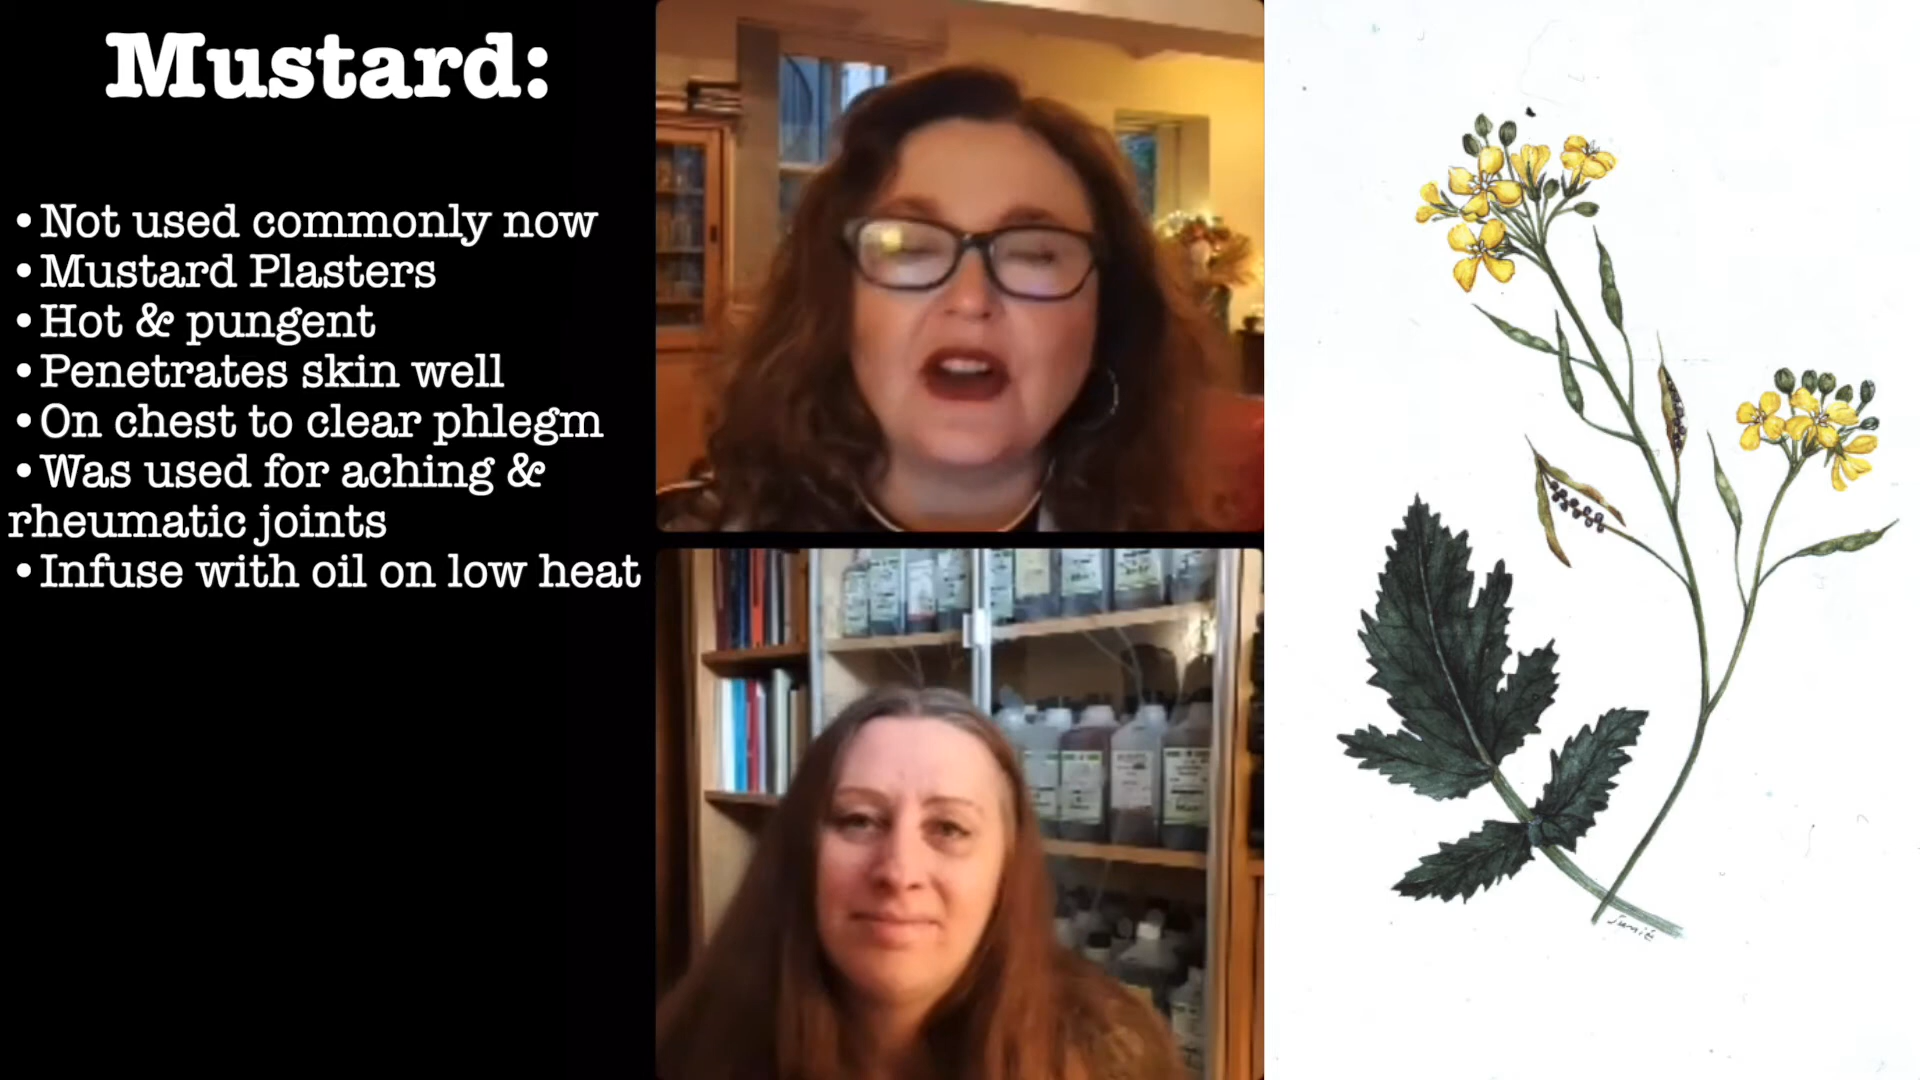 Mustard:
•Not used commonly now
•Mustard Plasters
•Hot & pungent
•Penetrates skin well
•On chest to clear phlegm
•Was used for aching &
rheumatic joints
•Infuse with oil on low heat